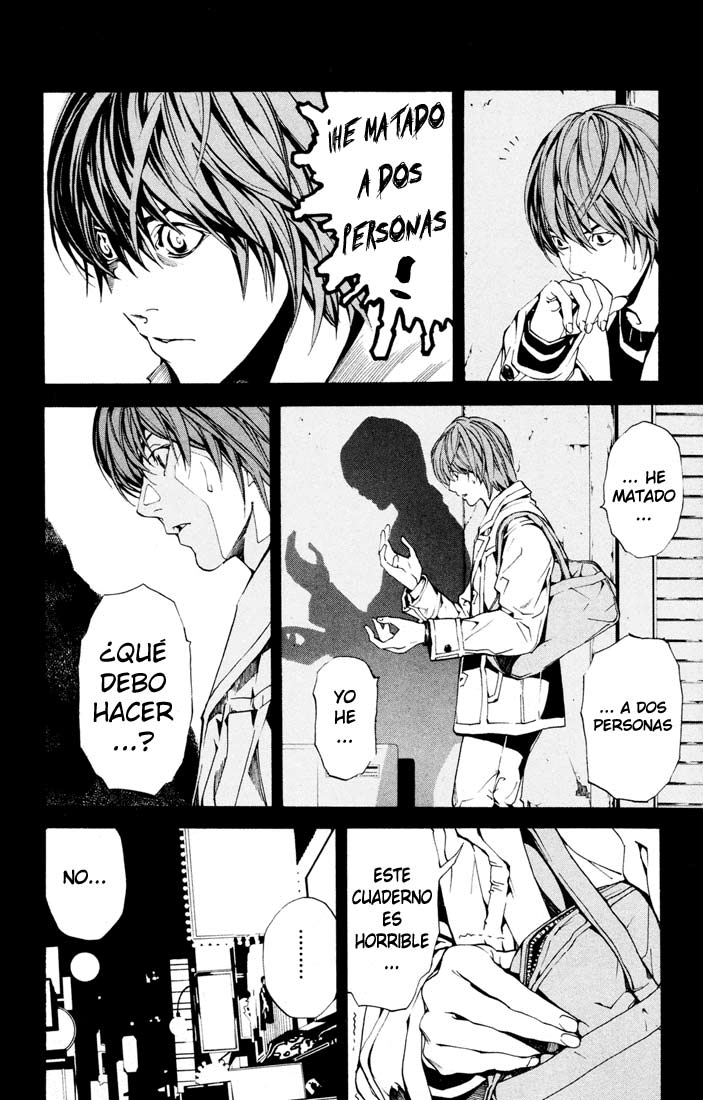 ¡HE MATADO
A DOS
PERSONAS
!
... HE
MATADO
...
... A DOS
PERSONAS
YO
HE
...
¿QUÉ
DEBO
HACER
...?
ESTE
CUADERNO
ES
HORRIBLE
...
........
NO...